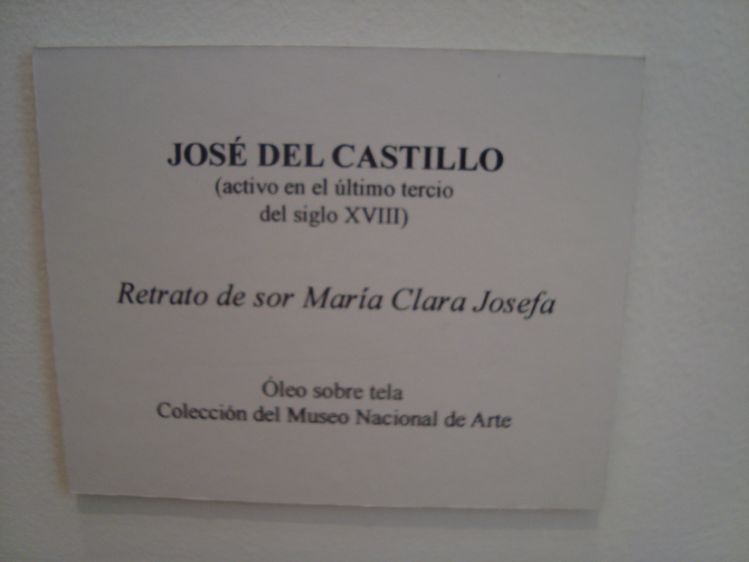 JOSÉ DEL CASTILLO
(activo en el último tercio
del siglo XVIII)
Retrato de sor María Clara Josefa
Óleo sobre tela
Colección del Museo Nacional de Arte